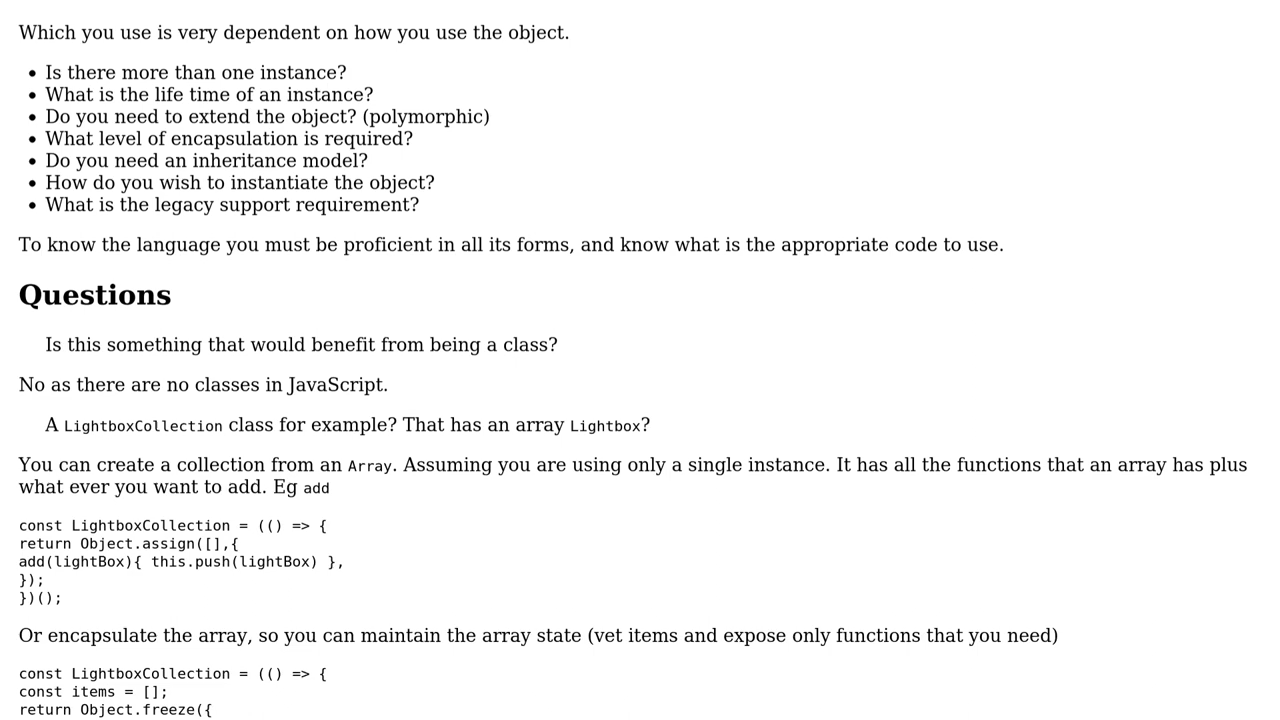 Which you use is very dependent on how you use the object.
Is there more than one instance?
What is the life time of an instance?
Do you need to extend the object? (polymorphic)
What level of encapsulation is required?
Do you need an inheritance model?
How do you wish to instantiate the object?
What is the legacy support requirement?
To know the language you must be proficient in all its forms, and know what is the appropriate code to use.
Questions
Is this something that would benefit from being a class?
No as there are no classes in JavaScript.
A LightboxCollection class for example? That has an array Lightbox?
You can create a collection from an Array. Assuming you are using only a single instance. It has all the functions that an array has plus
what ever you want to add. Eg add
const LightboxCollection = (() => {
return Object.assign([],{
add(lightBox){ this.push(lightBox) },
});
})();
Or encapsulate the array, so you can maintain the array state (vet items and expose only functions that you need)
const LightboxCollection = (() => {
const items = [];
return Object.freeze({